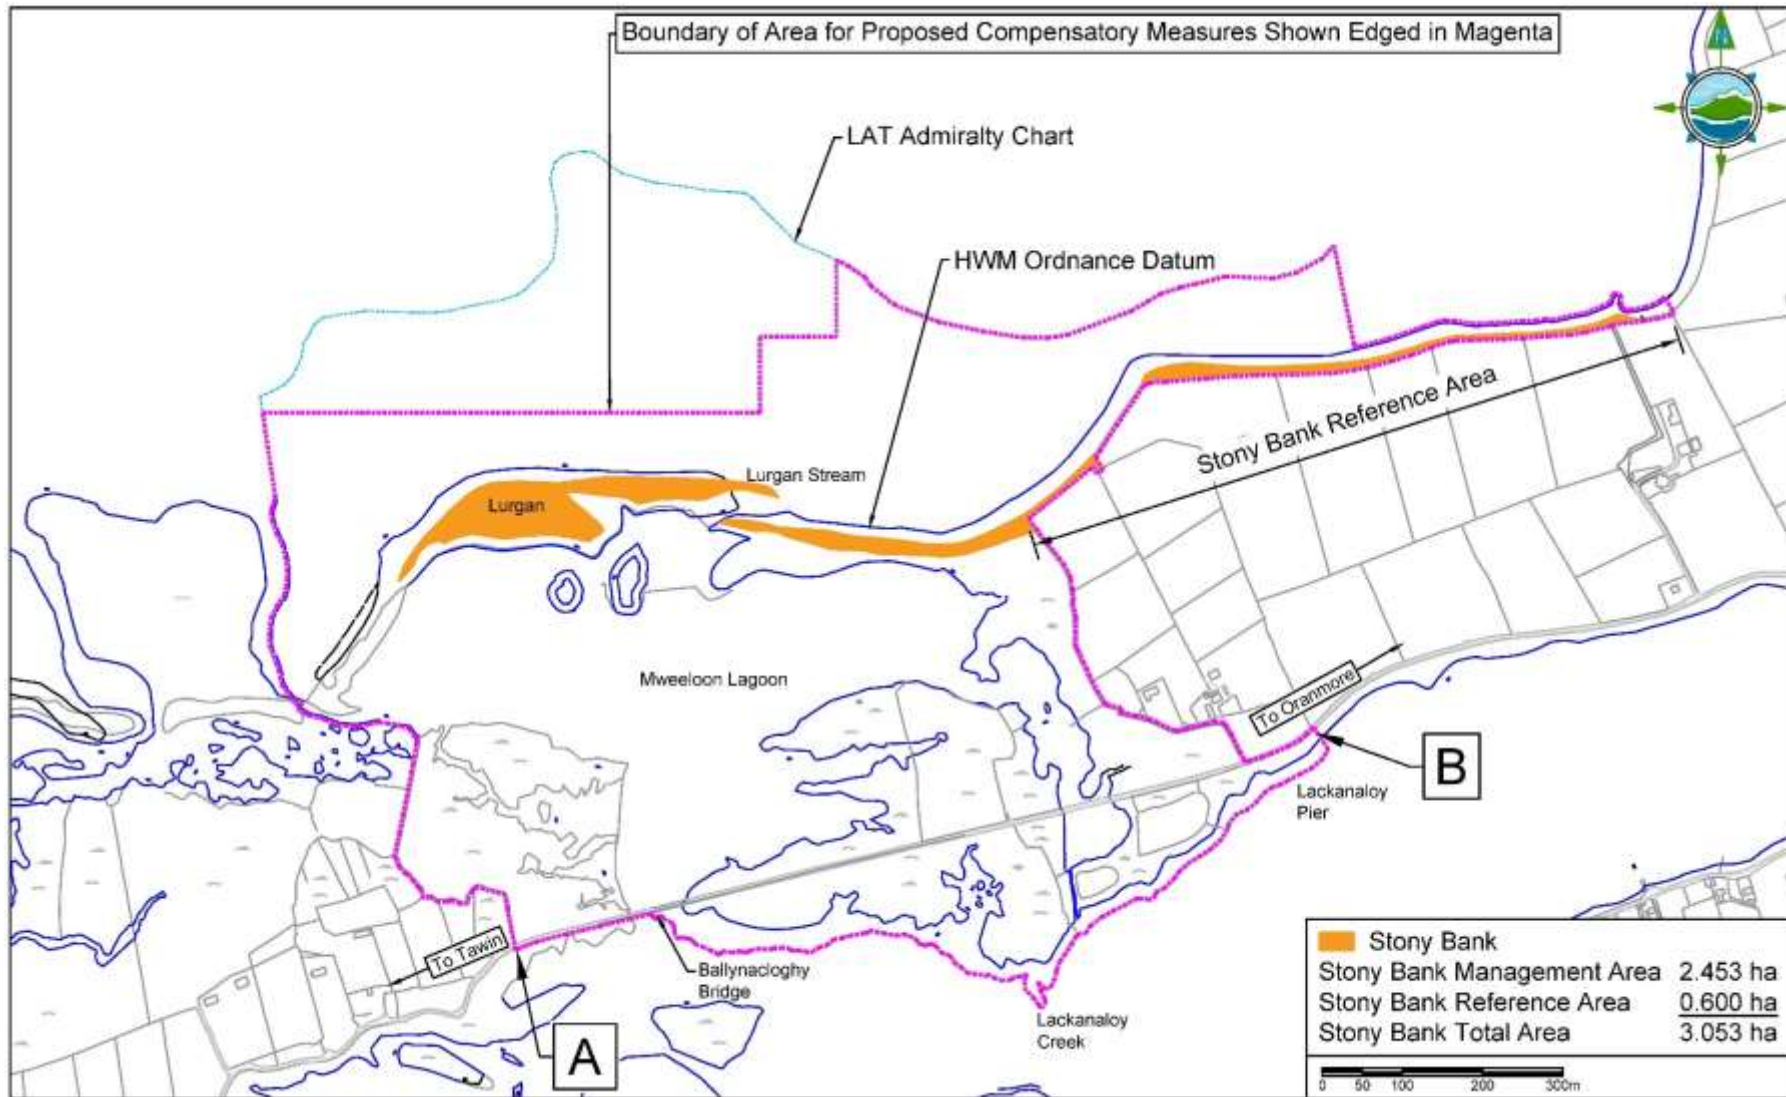 Boundary of Area for Proposed Compensatory Measures Shown Edged in Magenta
N
LAT Admiralty Chart
HWM Ordnance Datum
Stony Bank Reference Area
Lurgan Stream
Lurgan
Mweeloon Lagoon
To Oranmore
B
Lackanaloy
Pier
To Tawin
Ballynacloghy
Bridge
A
Lackanaloy
Creek
Stony Bank
Stony Bank Management Area 2.453 ha
Stony Bank Reference Area 0.600 ha
Stony Bank Total Area 3.053 ha
0 50 100 200 300m